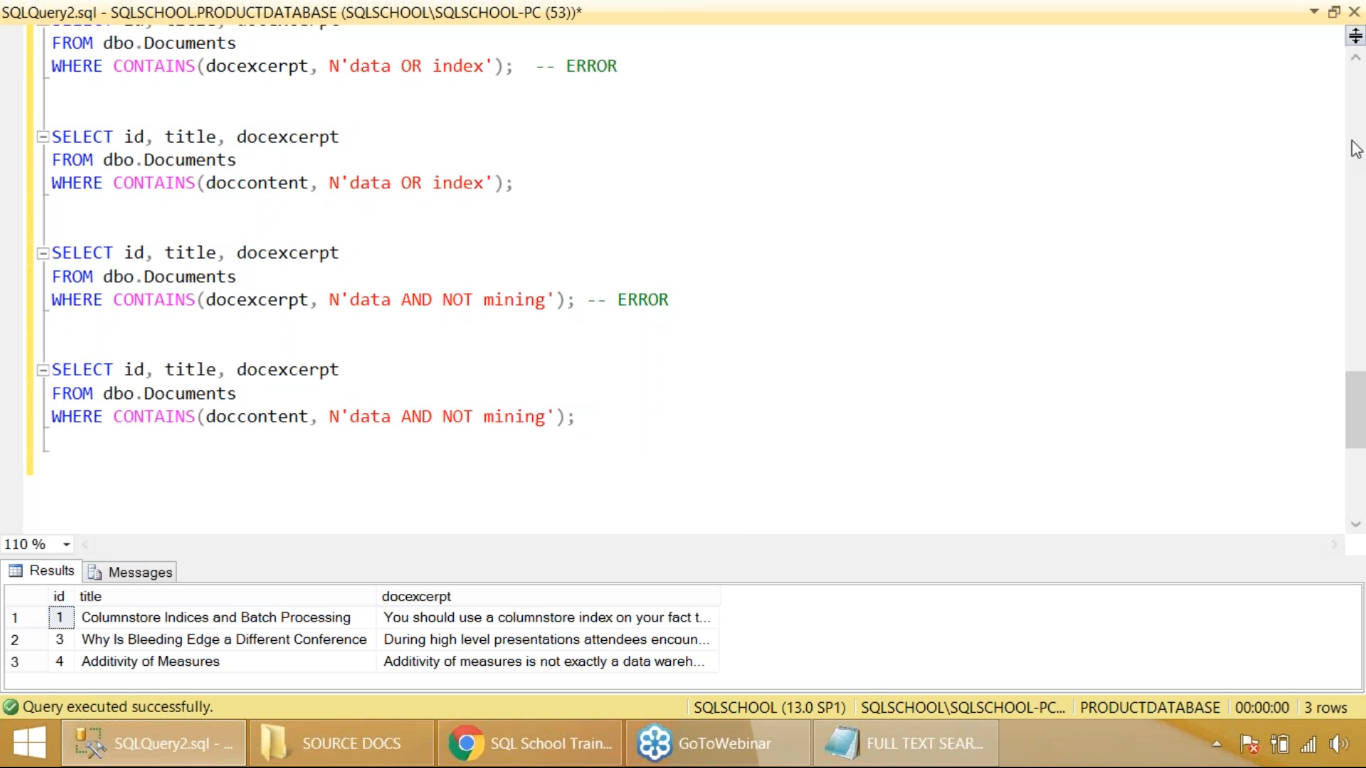 SQLQuery2.sql - SQLSCHOOL.PRODUCTDATABASE (SQLSCHOOL\SQLSCHOOL-PC (53))*
FROM dbo.Documents
WHERE CONTAINS(docexcerpt, N'data OR index');  -- ERROR
SELECT id, title, docexcerpt
FROM dbo.Documents
WHERE CONTAINS(doccontent, N'data OR index');
SELECT id, title, docexcerpt
FROM dbo.Documents
WHERE CONTAINS(docexcerpt, N'data AND NOT mining'); -- ERROR
SELECT id, title, docexcerpt
FROM dbo.Documents
WHERE CONTAINS(doccontent, N'data AND NOT mining');
110 %
Results Messages
id title docexcerpt
1 1 Columnstore Indices and Batch Processing You should use a columnstore index on your fact t...
2 3 Why Is Bleeding Edge a Different Conference During high level presentations attendees encoun...
3 4 Additivity of Measures Additivity of measures is not exactly a data wareh...
Query executed successfully. SQLSCHOOL (13.0 SP1) SQLSCHOOL\SQLSCHOOL-PC... PRODUCTDATABASE 00:00:00 3 rows
SQLQuery2.sql - ... SOURCE DOCS SQL School Train... GoToWebinar FULL TEXT SEAR...